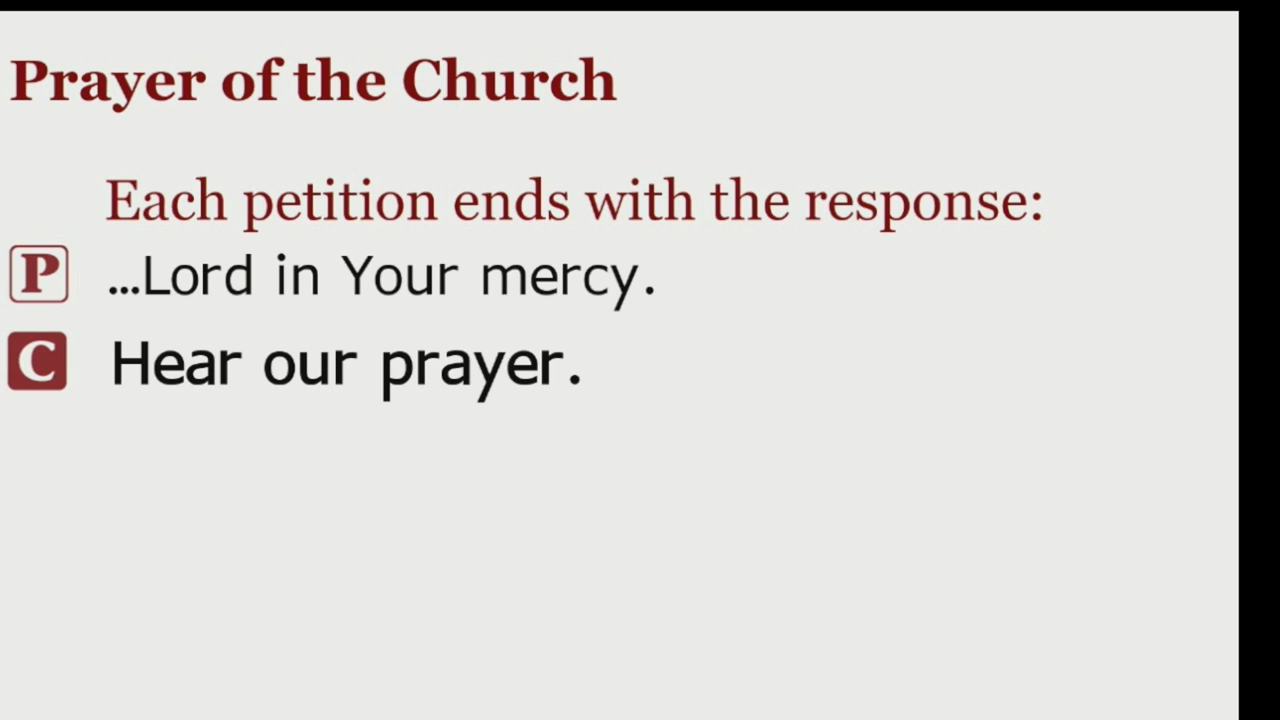 Prayer of the Church
Each petition ends with the response:
P ...Lord in Your mercy.
C Hear our prayer.